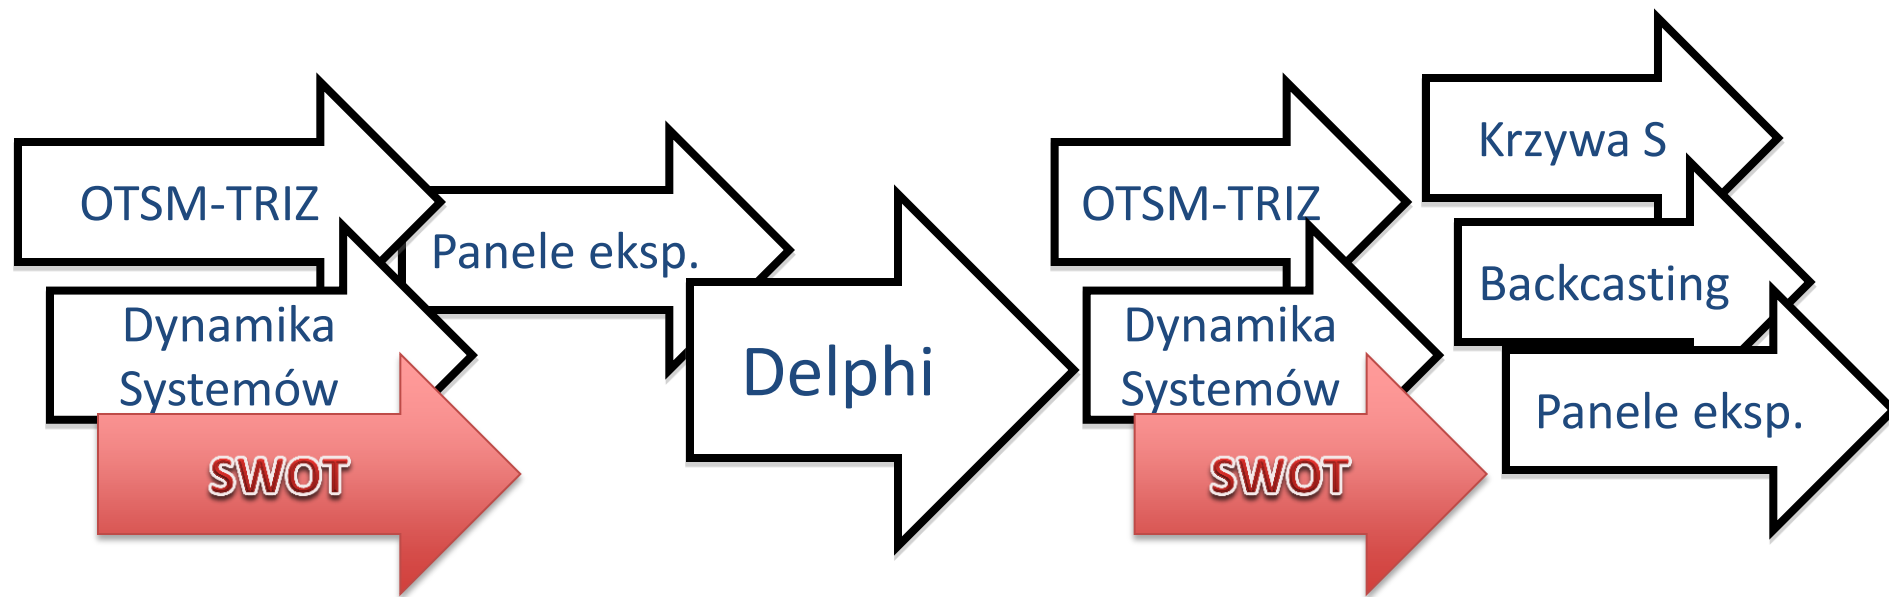 OTSM-TRIZ
Dynamika
Systemów
SWOT
Panele eksp.
Delphi
OTSM-TRIZ
Dynamika
Systemów
SWOT
Krzywa S
Backcasting
Panele eksp.